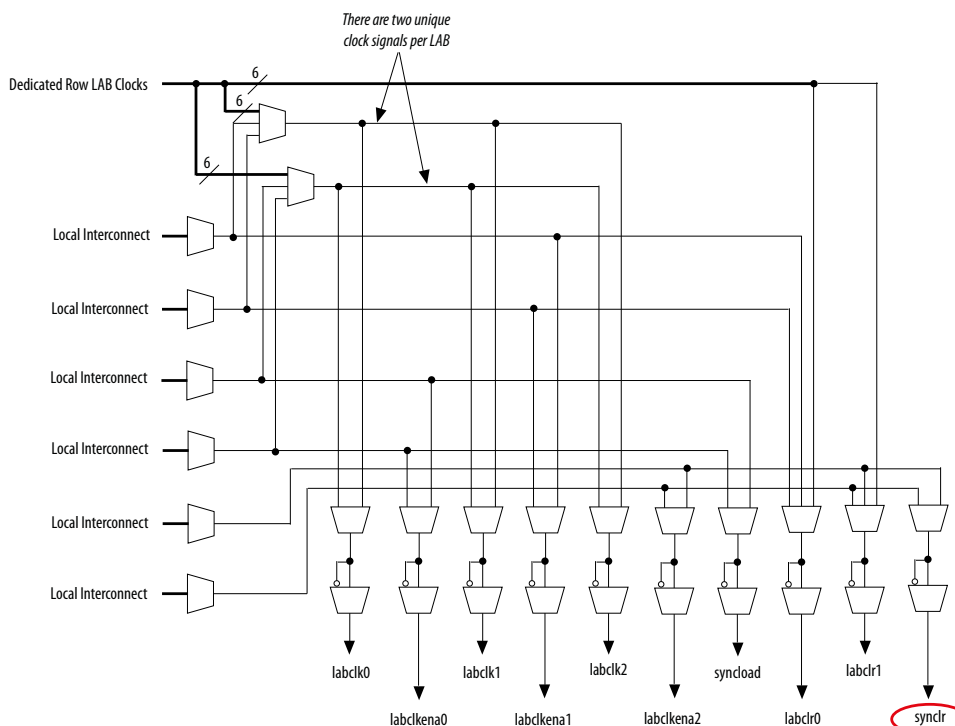 There are two unique
clock signals per LAB
Dedicated Row LAB Clocks
6
6
6
Local Interconnect
Local Interconnect
Local Interconnect
Local Interconnect
Local Interconnect
Local Interconnect
labclk0
labclk1
labclk2
syncload
labclr1
labclkena0
labclkena1
labclkena2
labclr0
synclr